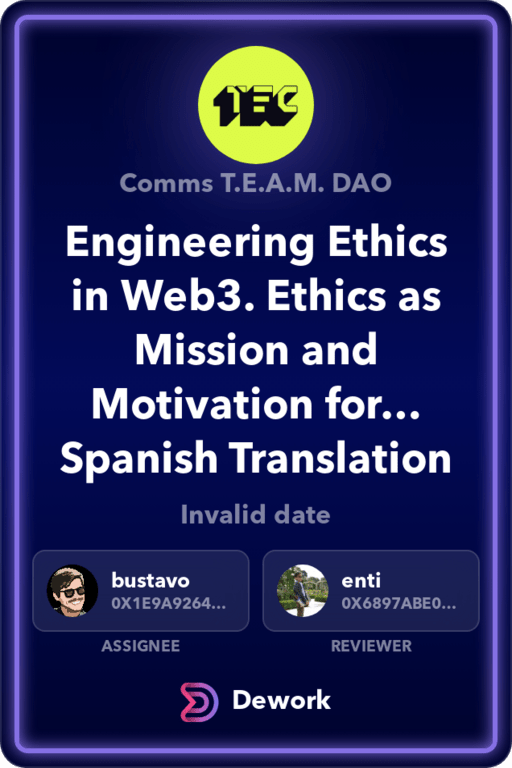 TEC
Comms T.E.A.M. DAO
Engineering Ethics
in Web3. Ethics as
Mission and
Motivation for...
Spanish Translation
Invalid date
bustavo
0X1E9A9264...
ASSIGNEE
enti
0X6897ABE0...
REVIEWER
Dework